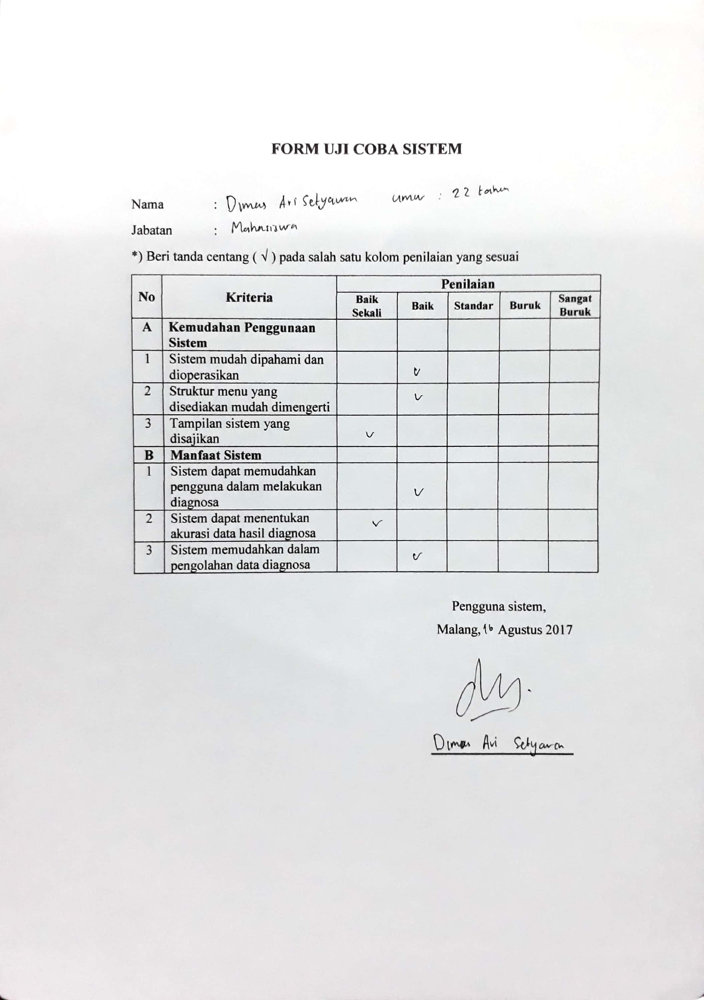 FORM UJI COBA SISTEM
Nama : Dimas Ari Setyawan umur : 22 tahun
Jabatan : Mahasiswa
*) Beri tanda centang ( √ ) pada salah satu kolom penilaian yang sesuai
No Kriteria Penilaian
Baik Sekali Baik Standar Buruk Sangat Buruk
A Kemudahan Penggunaan
Sistem
1 Sistem mudah dipahami dan
dioperasikan √
2 Struktur menu yang √
disediakan mudah dimengerti
3 Tampilan sistem yang
disajikan √
B Manfaat Sistem
1 Sistem dapat memudahkan
pengguna dalam melakukan √
diagnosa
2 Sistem dapat menentukan √
akurasi data hasil diagnosa
3 Sistem memudahkan dalam √
pengolahan data diagnosa
Pengguna sistem,
Malang, 16 Agustus 2017
Dimas Ari Setyawan